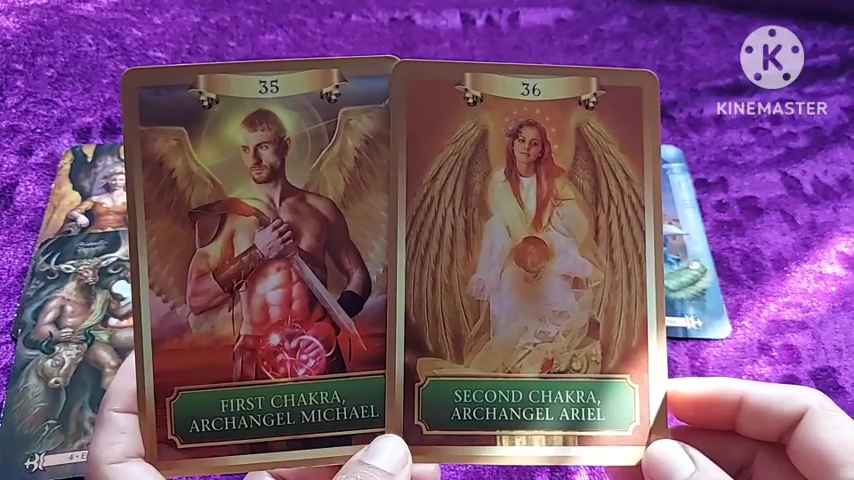 35
FIRST CHAKRA,
ARCHANGEL MICHAEL
36
SECOND CHAKRA,
ARCHANGEL ARIEL
K
KINEMASTER